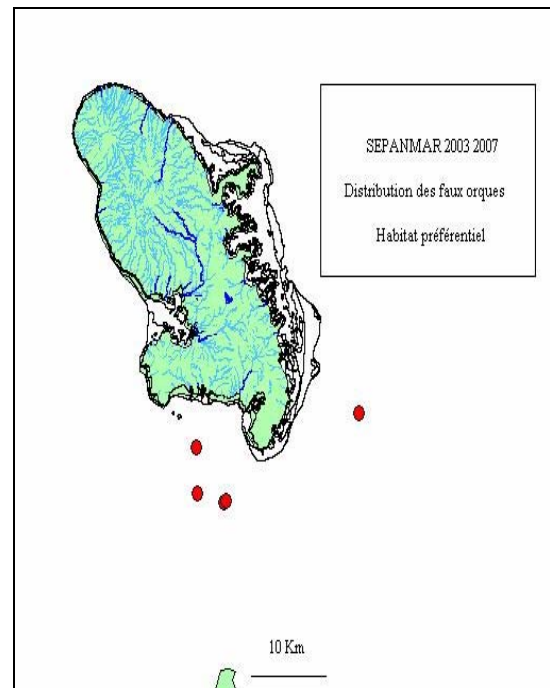 SEPANMAR 2003 2007
Distribution des faux orques
Habitat préférentiel
10 Km